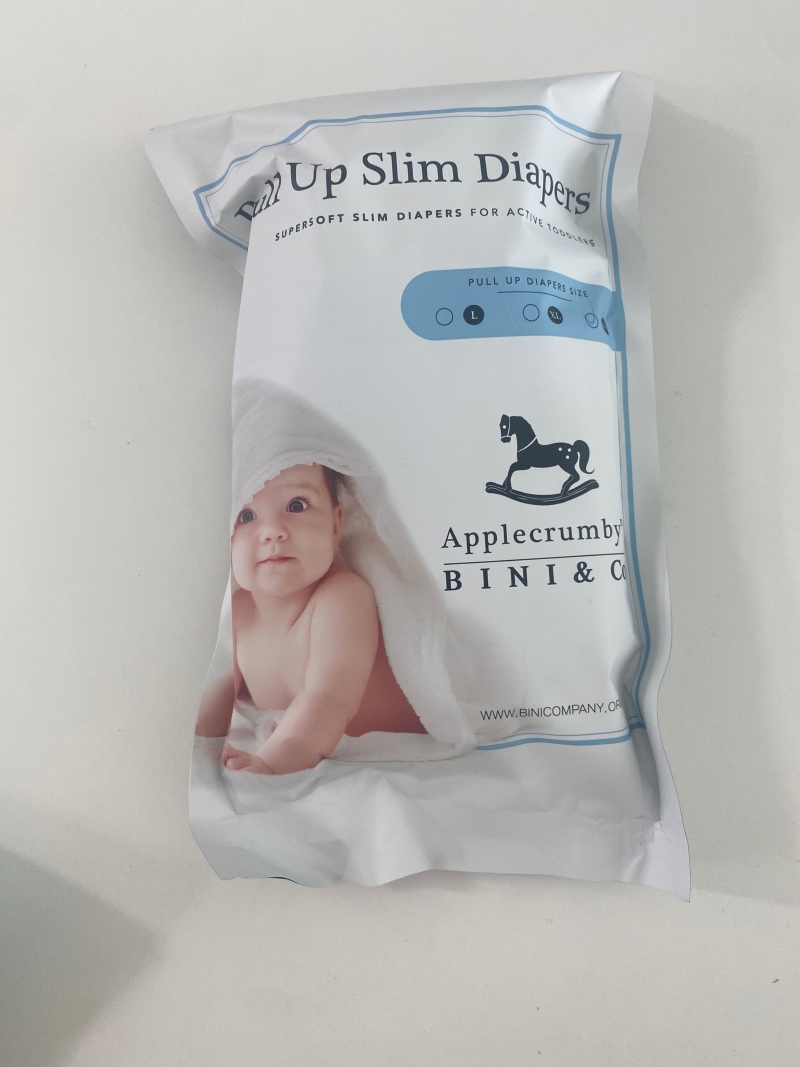 Pull Up Slim Diapers
SUPERSOFT SLIM DIAPERS FOR ACTIVE TODDLERS
PULL UP DIAPERS SIZE
L XL
Applecrumby
BINI & Co
WWW.BINICOMPANY.OR